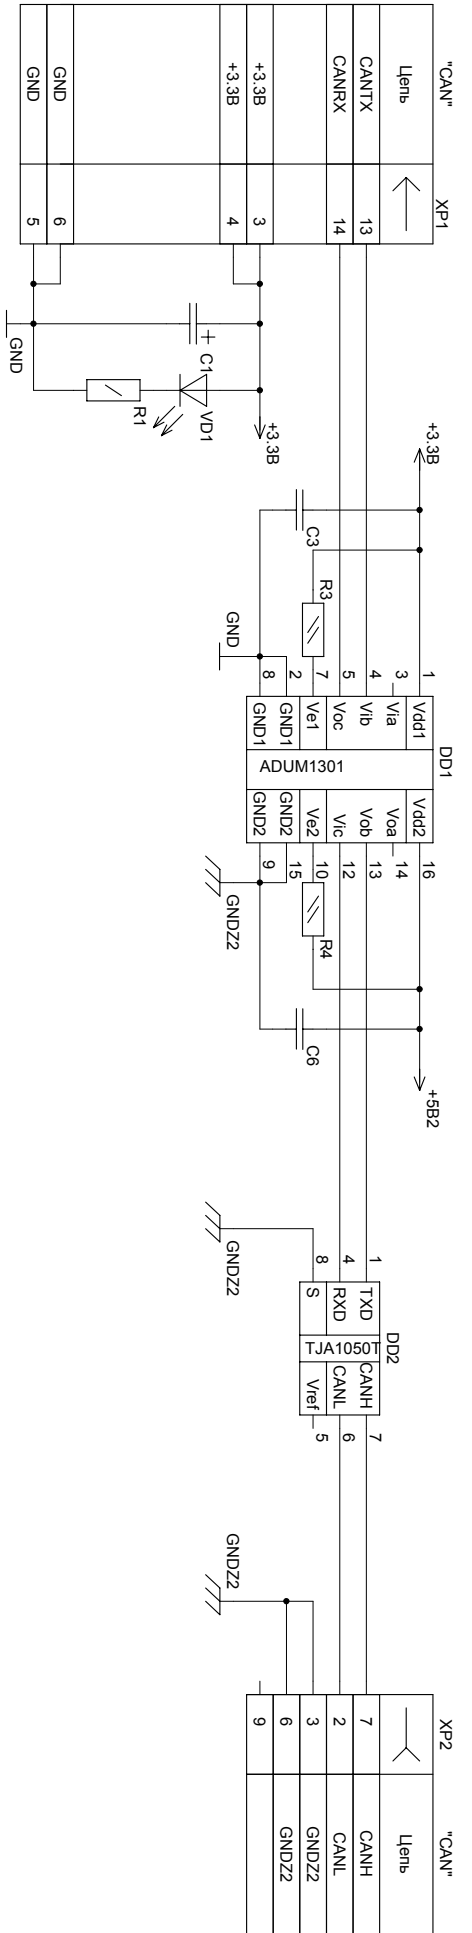 "CAN"
XP1
Цепь
CANTX 13
CANRX 14
+3.3В 3
+3.3В 4
GND 6
GND 5
GND
C1
+
R1
VD1
+3.3В
+3.3В
C3
R3
GND
DD1
ADUM1301
1 Vdd1 Vdd2 16
3 Via Voa 14
4 Vib Vob 13
5 Voc Vic 12
7 Ve1 Ve2 10
2 GND1 GND2 15
8 GND1 GND2 9
GNDZ2
R4
C6
+5В2
GNDZ2
DD2
TJA1050T
1 TXD CANH 7
4 RXD CANL 6
8 S Vref 5
GNDZ2
XP2
"CAN"
Цепь
7 CANH
2 CANL
3 GNDZ2
6 GNDZ2
9